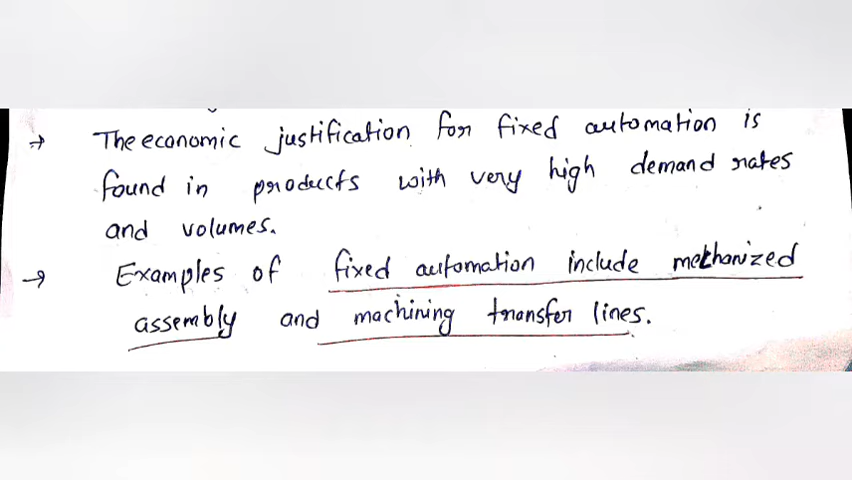 → The economic justification for fixed automation is
found in products with very high demand rates
and volumes.
→ Examples of fixed automation include mechanized
assembly and machining transfer lines.